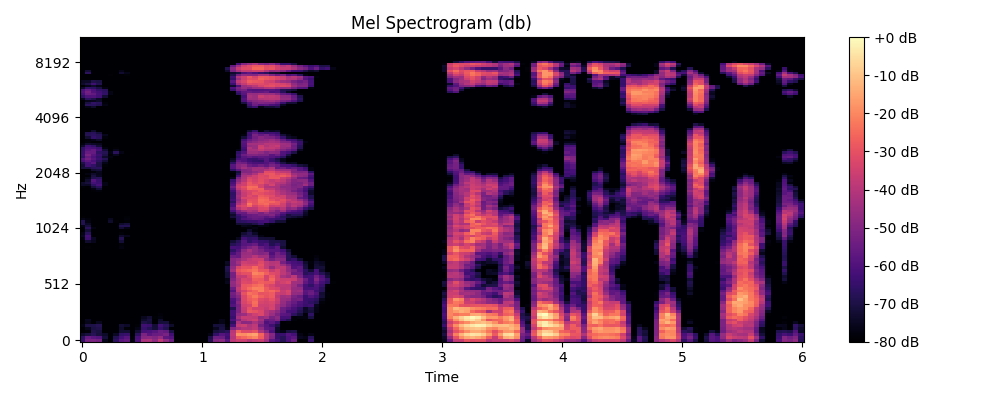 Mel Spectrogram (db)
8192
4096
2048
1024
512
0
Hz
0 1 2 3 4 5 6
Time
+0 dB
-10 dB
-20 dB
-30 dB
-40 dB
-50 dB
-60 dB
-70 dB
-80 dB